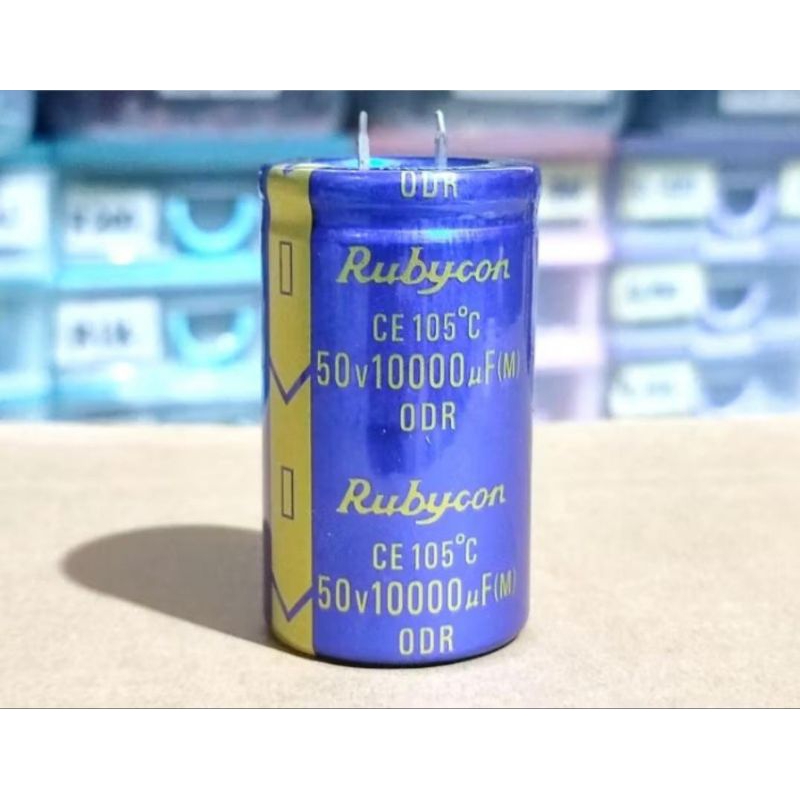 ODR
Rubycon
CE 105°C
50v10000µF(M)
ODR
Rubycon
CE 105°C
50v10000µF(M)
ODR